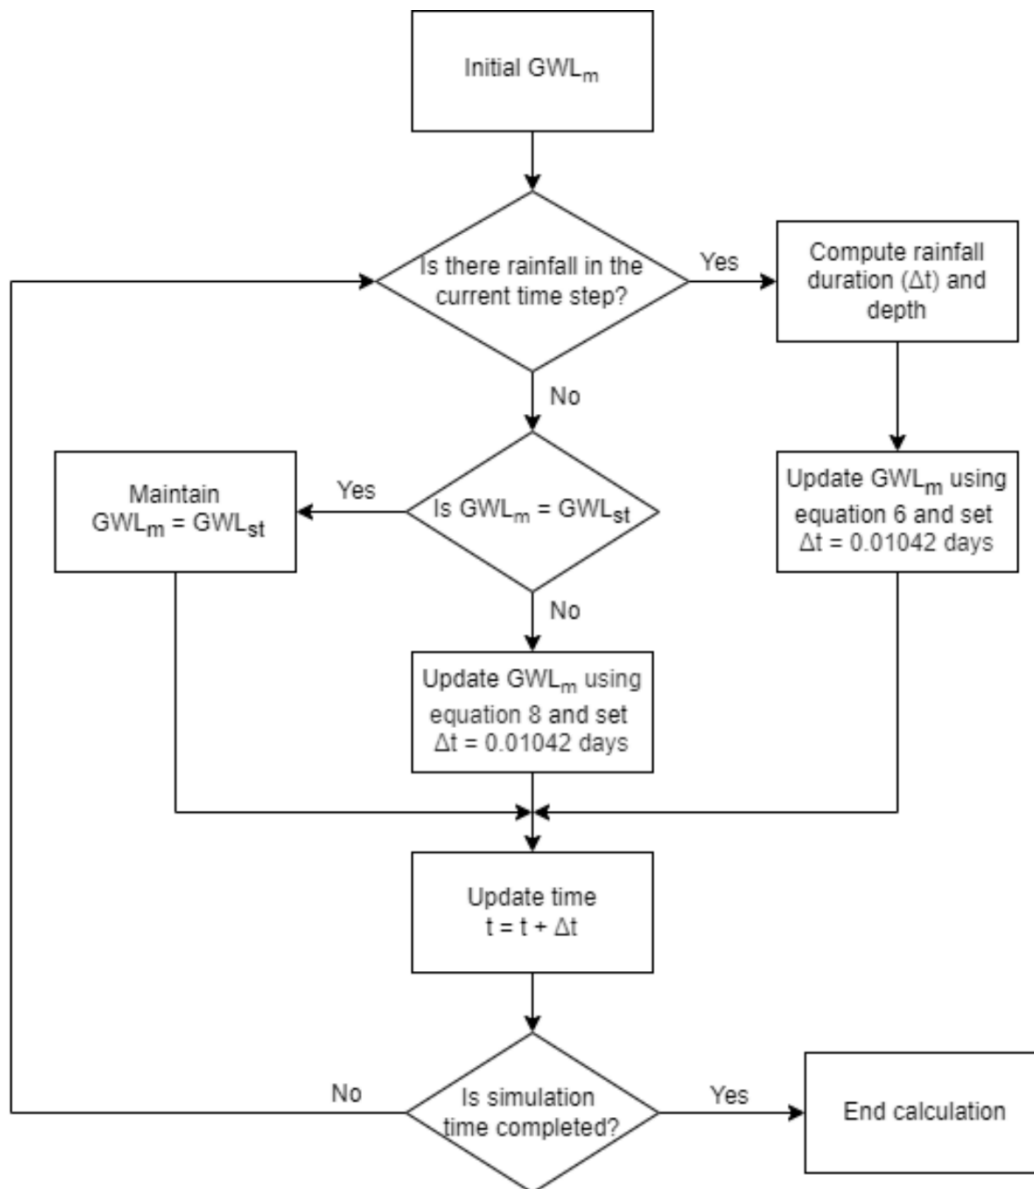 Initial GWLm
Is there rainfall in the
current time step?
Yes
Compute rainfall
duration (Δt) and
depth
No
Maintain
GWLm = GWLst
Yes
Is GWLm = GWLst
Update GWLm using
equation 6 and set
Δt = 0.01042 days
No
Update GWLm using
equation 8 and set
Δt = 0.01042 days
Update time
t = t + Δt
No
Is simulation
time completed?
Yes
End calculation